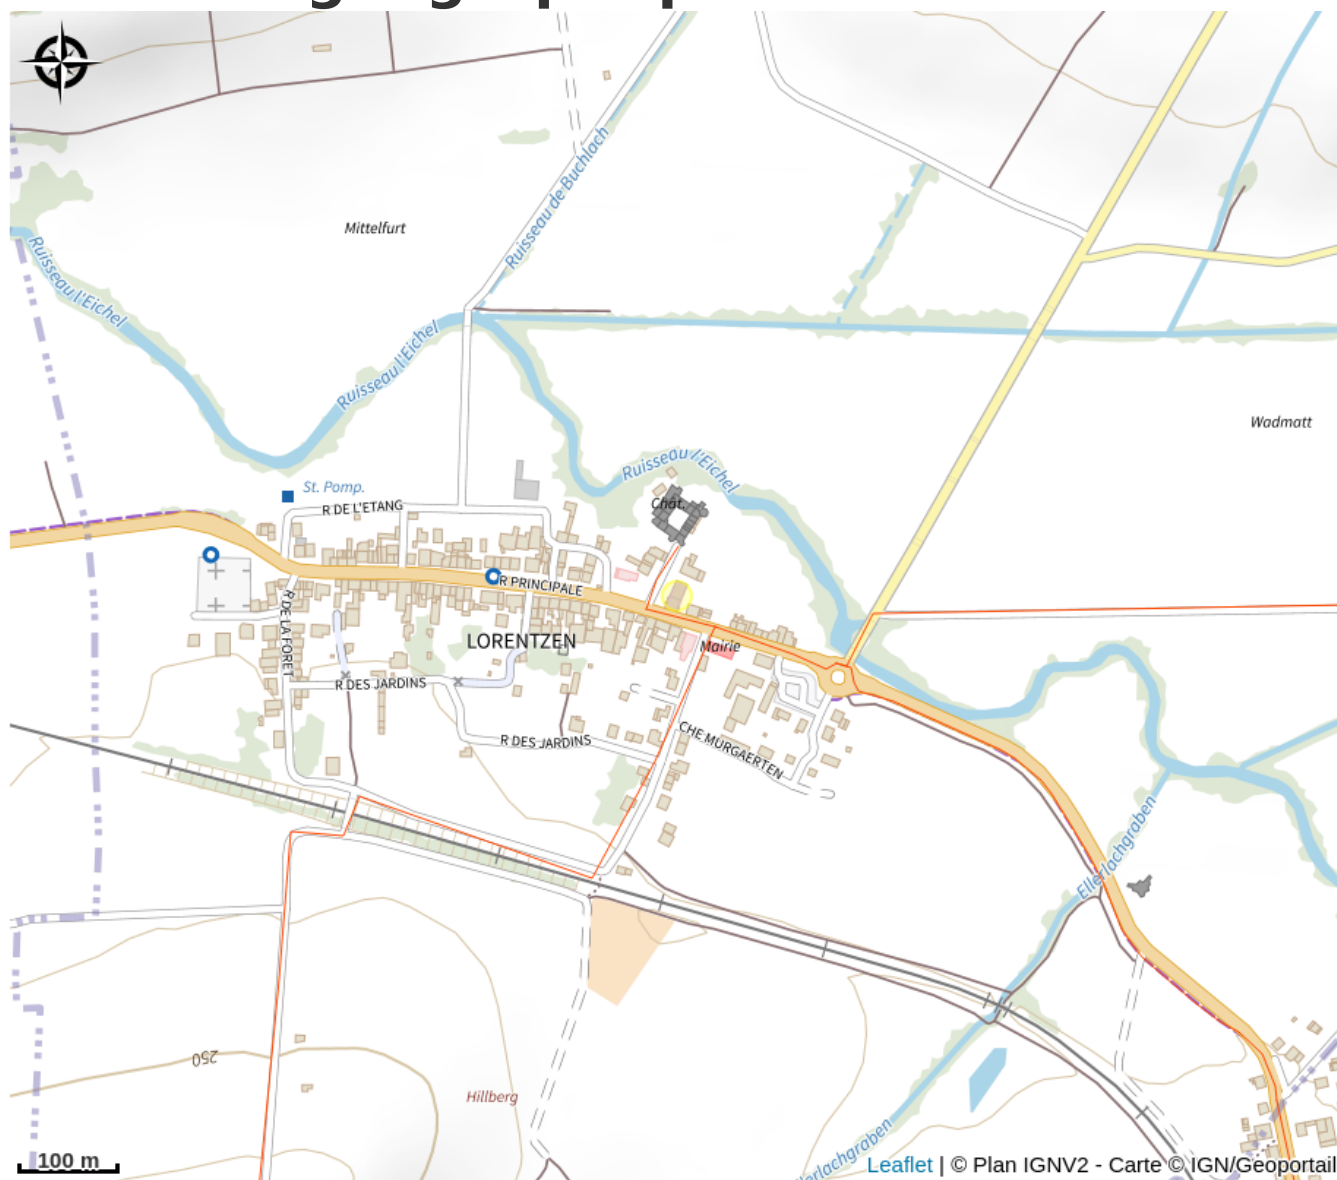 Mittelfurt
Ruisseau de Buchlach
Ruisseau l'Eichel
Ruisseau l'Eichel
Ruisseau l'Eichel
Wadmatt
St. Pomp.
Chât.
R DE L'ETANG
R PRINCIPALE
R DE LA FORET
LORENTZEN
Mairie
R DES JARDINS
R DES JARDINS
CHE MURGAERTEN
Ellerlachgraben
250
Hillberg
100 m
Leaflet | © Plan IGNV2 - Carte © IGN/Geoportail